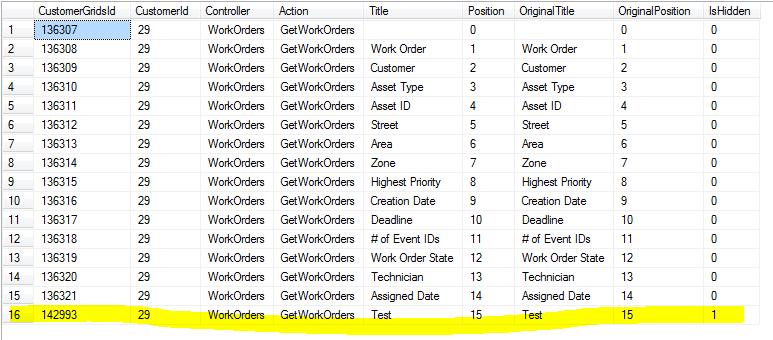 CustomerGridsId CustomerId Controller Action Title Position OriginalTitle OriginalPosition IsHidden
1 136307 29 WorkOrders GetWorkOrders 0 0 0
2 136308 29 WorkOrders GetWorkOrders Work Order 1 Work Order 1 0
3 136309 29 WorkOrders GetWorkOrders Customer 2 Customer 2 0
4 136310 29 WorkOrders GetWorkOrders Asset Type 3 Asset Type 3 0
5 136311 29 WorkOrders GetWorkOrders Asset ID 4 Asset ID 4 0
6 136312 29 WorkOrders GetWorkOrders Street 5 Street 5 0
7 136313 29 WorkOrders GetWorkOrders Area 6 Area 6 0
8 136314 29 WorkOrders GetWorkOrders Zone 7 Zone 7 0
9 136315 29 WorkOrders GetWorkOrders Highest Priority 8 Highest Priority 8 0
10 136316 29 WorkOrders GetWorkOrders Creation Date 9 Creation Date 9 0
11 136317 29 WorkOrders GetWorkOrders Deadline 10 Deadline 10 0
12 136318 29 WorkOrders GetWorkOrders # of Event IDs 11 # of Event IDs 11 0
13 136319 29 WorkOrders GetWorkOrders Work Order State 12 Work Order State 12 0
14 136320 29 WorkOrders GetWorkOrders Technician 13 Technician 13 0
15 136321 29 WorkOrders GetWorkOrders Assigned Date 14 Assigned Date 14 0
16 142993 29 WorkOrders GetWorkOrders Test 15 Test 15 1